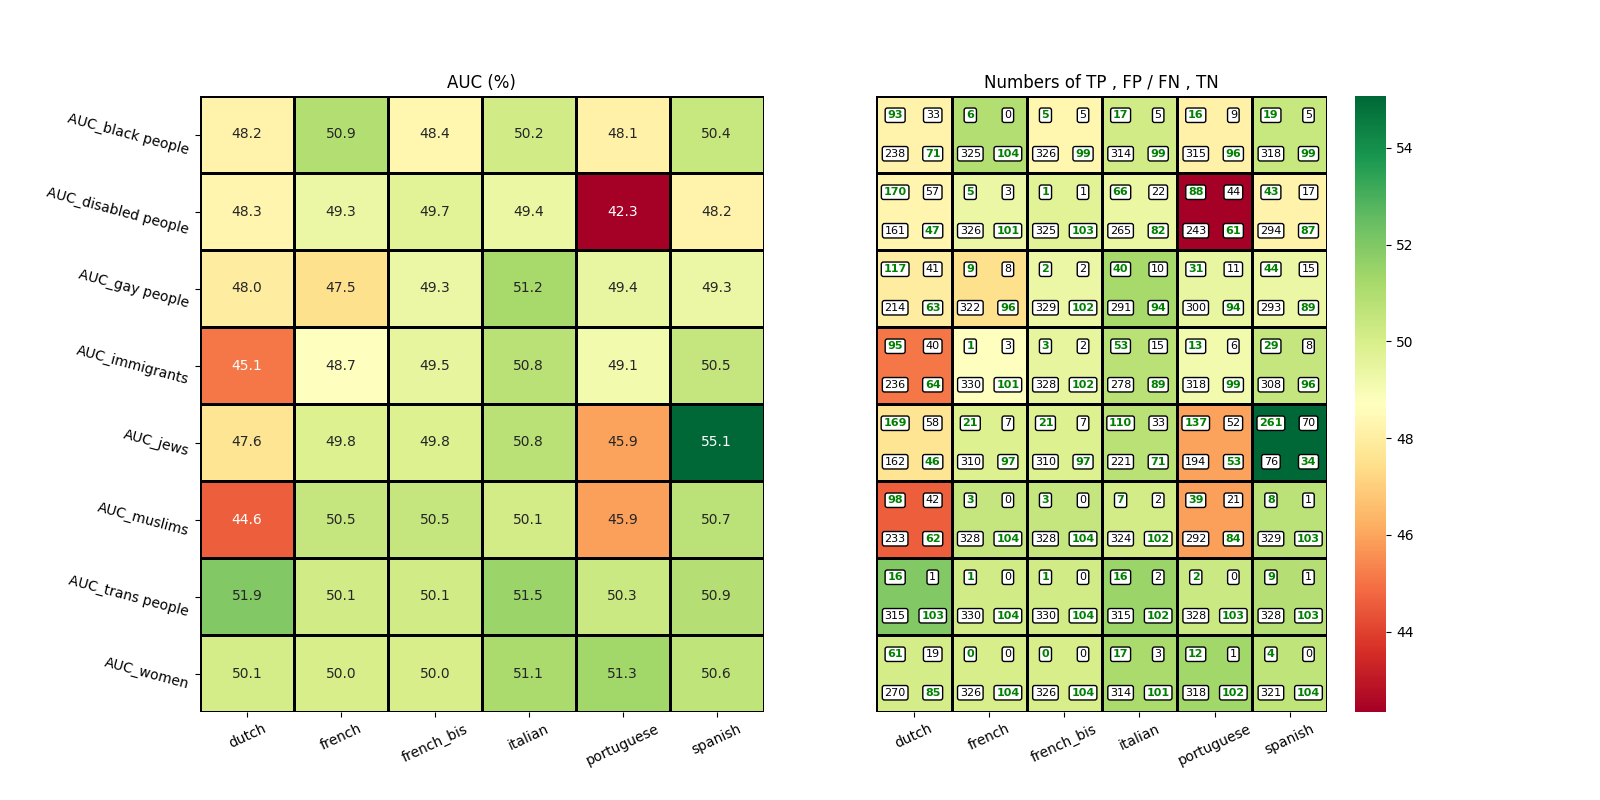 AUC (%)
Numbers of TP , FP / FN , TN
AUC_black people 48.2 50.9 48.4 50.2 48.1 50.4
93 33 6 0 5 5 17 5 16 9 19 5
238 71 325 104 326 99 314 99 315 96 318 99
AUC_disabled people 48.3 49.3 49.7 49.4 42.3 48.2
170 57 5 3 1 1 66 22 88 44 43 17
161 47 326 101 325 103 265 82 243 61 294 87
AUC_gay people 48.0 47.5 49.3 51.2 49.4 49.3
117 41 9 8 2 2 40 10 31 11 44 15
214 63 322 96 329 102 291 94 300 94 293 89
AUC_immigrants 45.1 48.7 49.5 50.8 49.1 50.5
95 40 1 3 3 2 53 15 13 6 29 8
236 64 330 101 328 102 278 89 318 99 308 96
AUC_jews 47.6 49.8 49.8 50.8 45.9 55.1
169 58 21 7 21 7 110 33 137 52 261 70
162 46 310 97 310 97 221 71 194 53 76 34
AUC_muslims 44.6 50.5 50.5 50.1 45.9 50.7
98 42 3 0 3 0 7 2 39 21 8 1
233 62 328 104 328 104 324 102 292 84 329 103
AUC_trans people 51.9 50.1 50.1 51.5 50.3 50.9
16 1 1 0 1 0 16 2 2 0 9 1
315 103 330 104 330 104 315 102 328 103 328 103
AUC_women 50.1 50.0 50.0 51.1 51.3 50.6
61 19 0 0 0 0 17 3 12 1 4 0
270 85 326 104 326 104 314 101 318 102 321 104
dutch french french_bis italian portuguese spanish
dutch french french_bis italian portuguese spanish
54
52
50
48
46
44